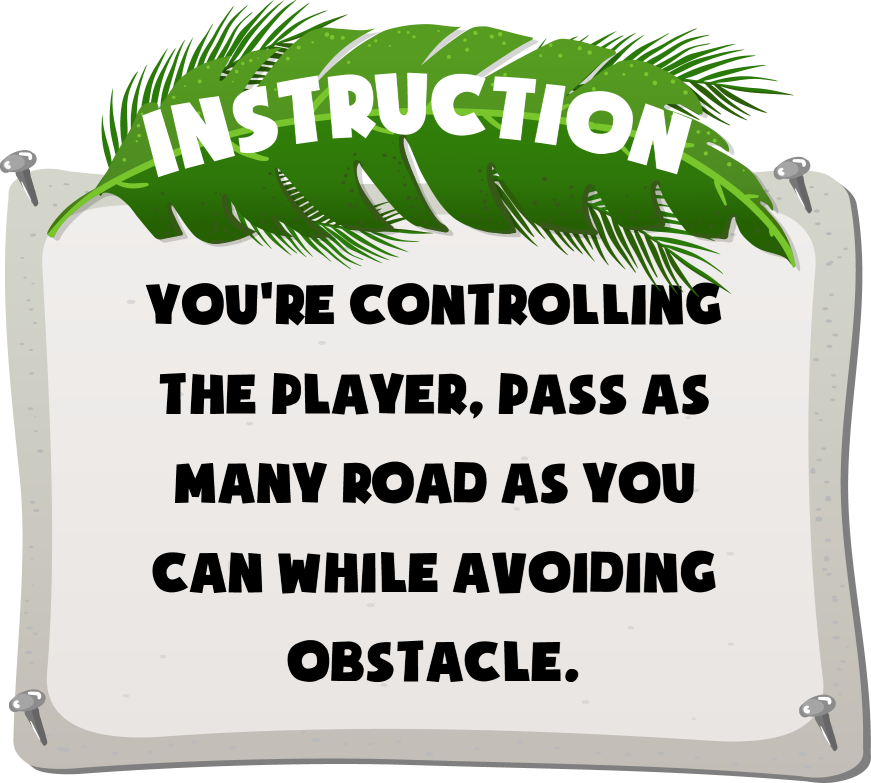 INSTRUCTION
YOU'RE CONTROLLING
THE PLAYER, PASS AS
MANY ROAD AS YOU
CAN WHILE AVOIDING
OBSTACLE.